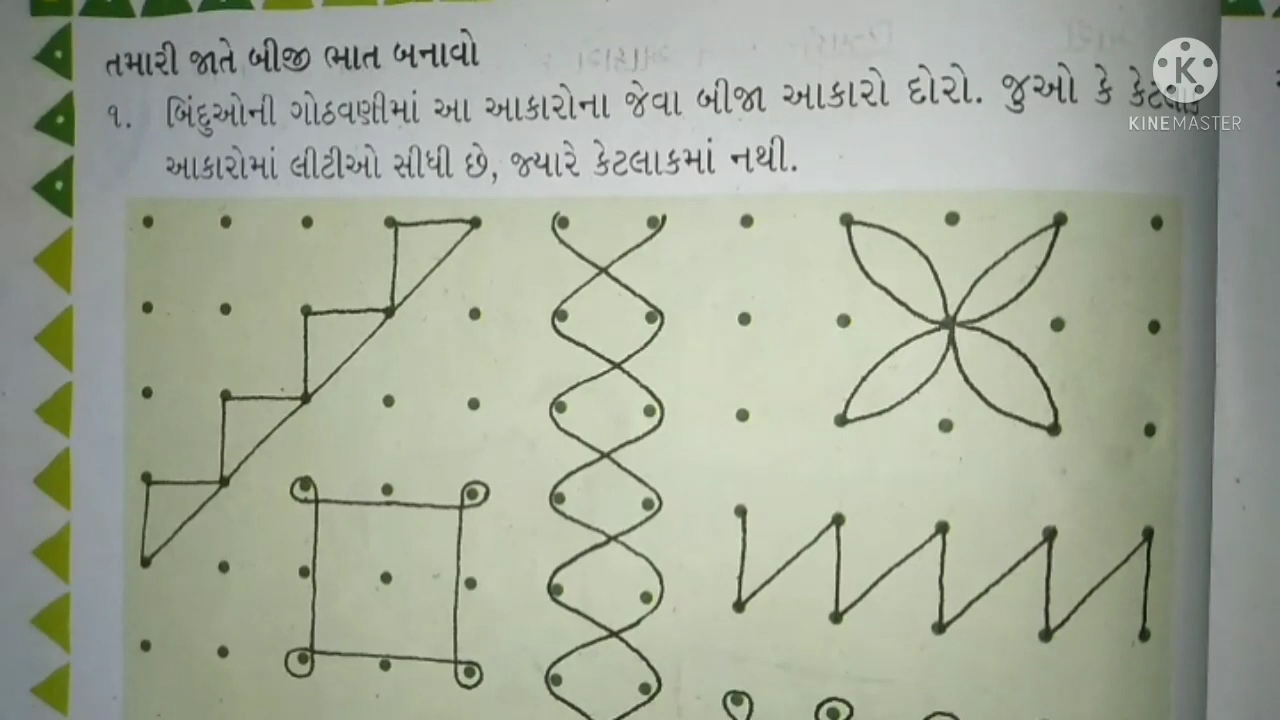 તમારી જાતે બીજી ભાત બનાવો
૧. બિંદુઓની ગોઠવણીમાં આ આકારોના જેવા બીજા આકારો દોરો. જુઓ કે
આકારોમાં લીટીઓ સીધી છે, જ્યારે કેટલાકમાં નથી.
K
KINEMASTER